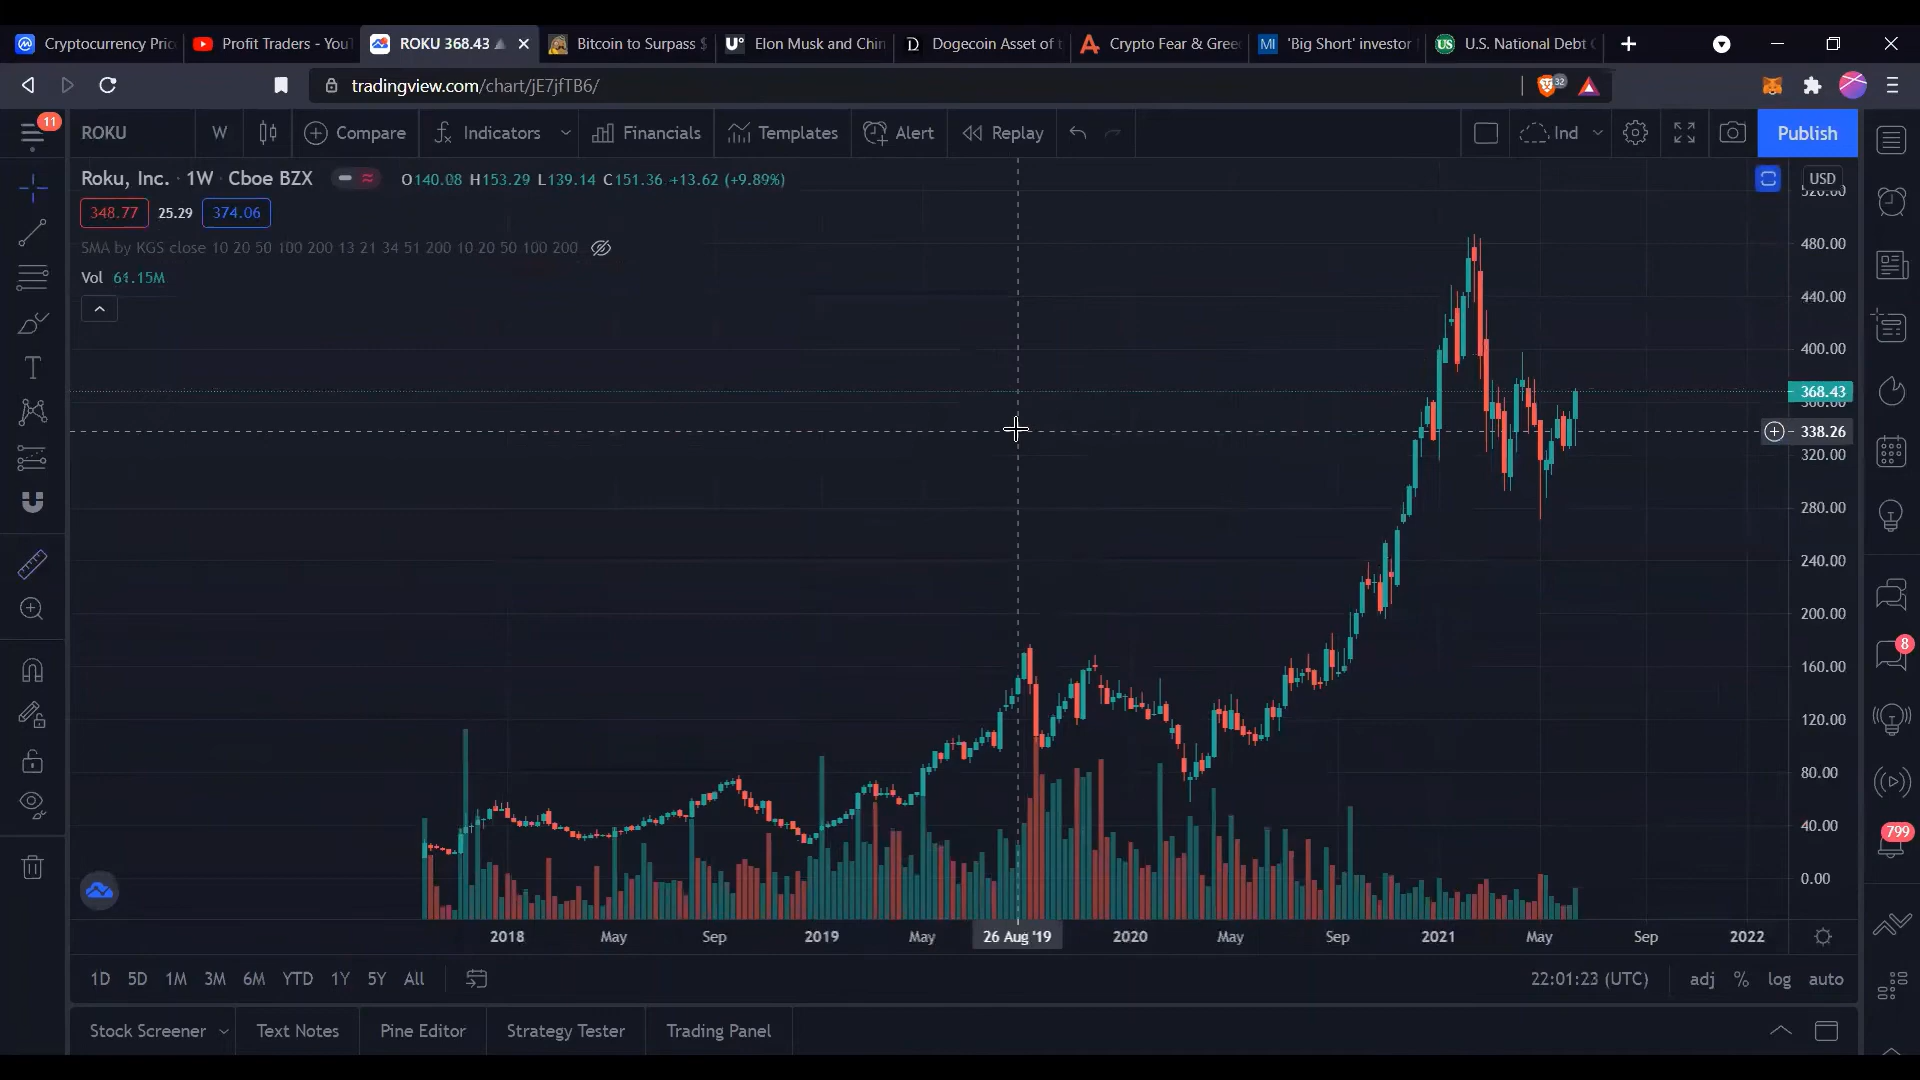 Cryptocurrency Pric
Profit Traders - You
ROKU 368.43
Bitcoin to Surpass $
Elon Musk and Chin
Dogecoin Asset of t
Crypto Fear & Gree
'Big Short' investor
U.S. National Debt C
tradingview.com/chart/jE7jfTB6/
32
11
ROKU
W
Compare
Indicators
Financials
Templates
Alert
Replay
Ind
Publish
Roku, Inc. · 1W · Cboe BZX
O140.08 H153.29 L139.14 C151.36 +13.62 (+9.89%)
USD
348.77
25.29
374.06
SMA by KGS close 10 20 50 100 200 13 21 34 51 200 10 20 50 100 200
Vol 61.15M
520.00
480.00
440.00
400.00
368.43
360.00
338.26
320.00
280.00
240.00
200.00
160.00
120.00
80.00
40.00
0.00
8
799
2018
May
Sep
2019
May
26 Aug '19
2020
May
Sep
2021
May
Sep
2022
1D
5D
1M
3M
6M
YTD
1Y
5Y
All
22:01:23 (UTC)
adj
%
log
auto
Stock Screener
Text Notes
Pine Editor
Strategy Tester
Trading Panel